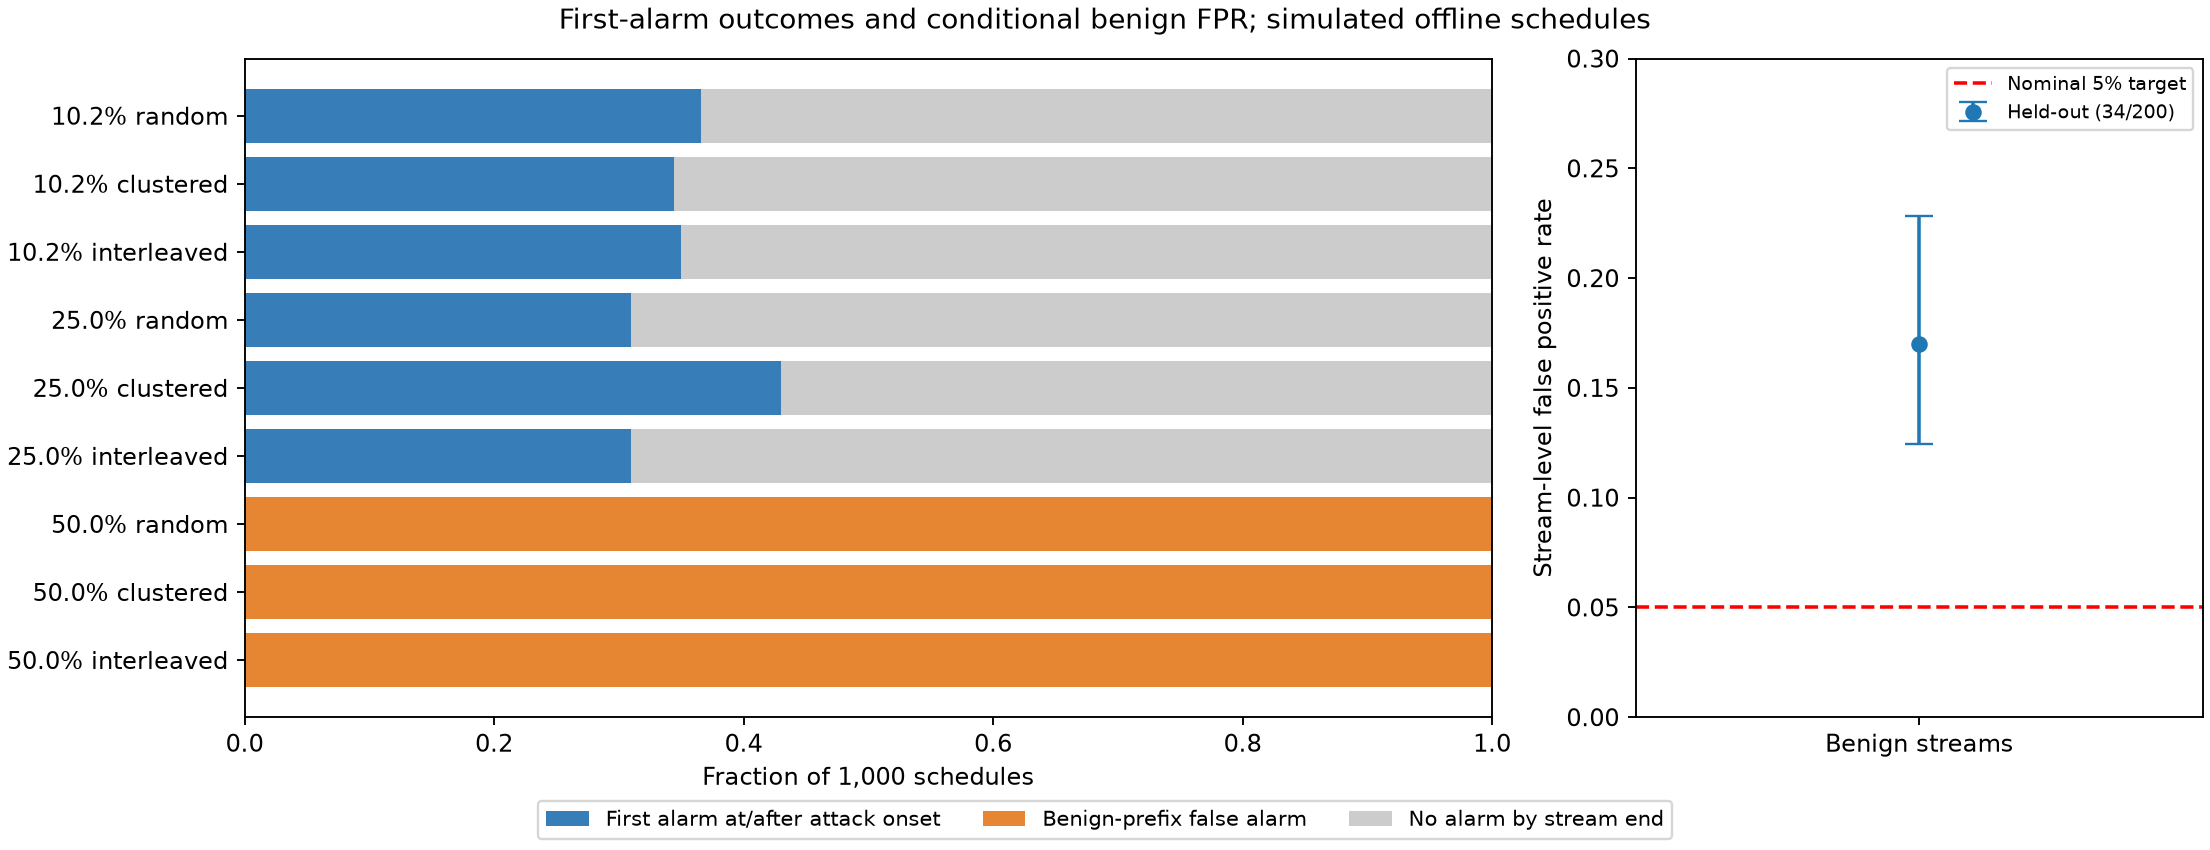 First-alarm outcomes and conditional benign FPR; simulated offline schedules
10.2% random
10.2% clustered
10.2% interleaved
25.0% random
25.0% clustered
25.0% interleaved
50.0% random
50.0% clustered
50.0% interleaved
0.0 0.2 0.4 0.6 0.8 1.0
Fraction of 1,000 schedules
First alarm at/after attack onset
Benign-prefix false alarm
No alarm by stream end
Stream-level false positive rate
0.30
0.25
0.20
0.15
0.10
0.05
0.00
Nominal 5% target
Held-out (34/200)
Benign streams